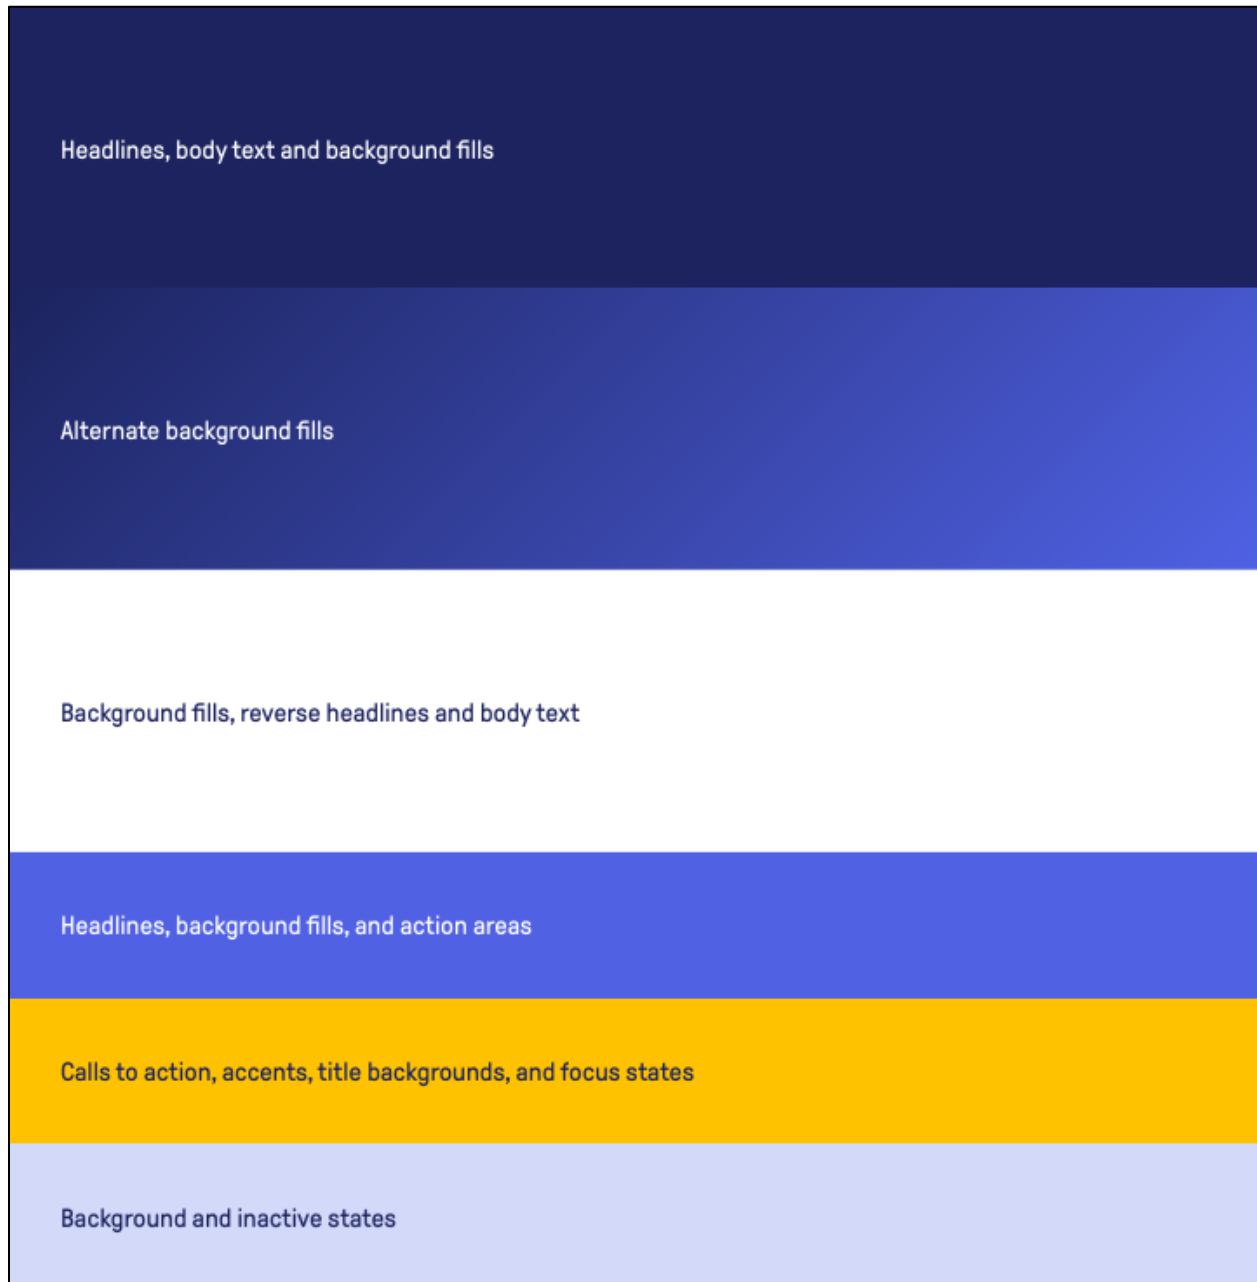 Headlines, body text and background fills
Alternate background fills
Background fills, reverse headlines and body text
Headlines, background fills, and action areas
Calls to action, accents, title backgrounds, and focus states
Background and inactive states